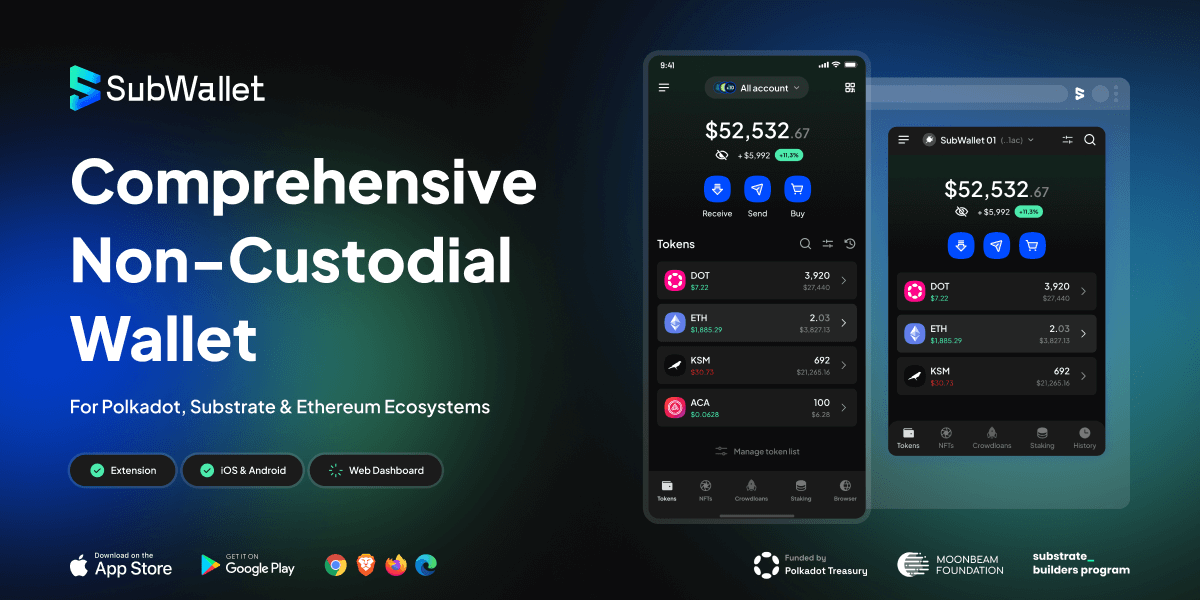 SubWallet
Comprehensive
Non-Custodial
Wallet
For Polkadot, Substrate & Ethereum Ecosystems
Extension
iOS & Android
Web Dashboard
Download on the
App Store
GET IT ON
Google Play
9:41
All account
$52,532.67
+ $5,992 +11,3%
Receive Send Buy
Tokens
DOT 3,920
$7.22 $27,440
ETH 2.03
$1,885.29 $3,827.13
KSM 692
$30.73 $21,265.16
ACA 100
$0.0628 $6.28
Manage token list
Tokens NFTs Crowdloans Staking Browser
SubWallet 01 (..1ac)
$52,532.67
+ $5,992 +11,3%
DOT 3,920
$7.22 $27,440
ETH 2.03
$1,885.29 $3,827.13
KSM 692
$30.73 $21,265.16
Tokens NFTs Crowdloans Staking History
Funded by
Polkadot Treasury
MOONBEAM
FOUNDATION
substrate_
builders program